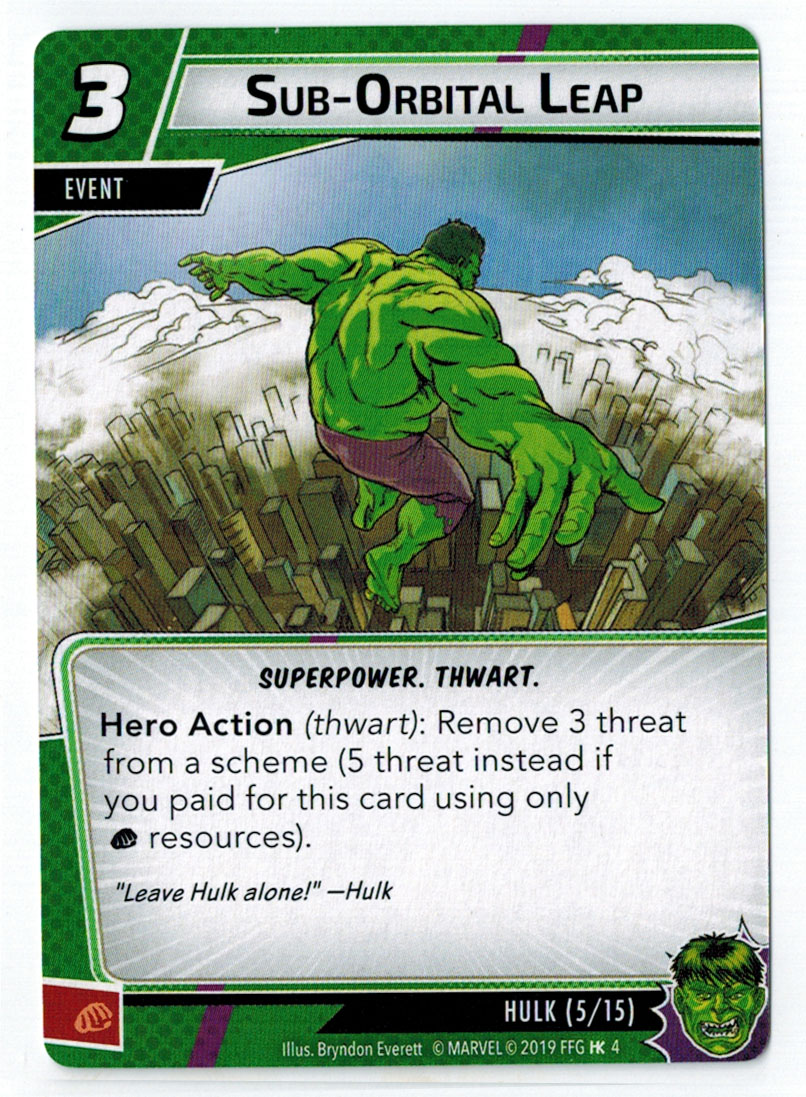 3
SUB-ORBITAL LEAP
EVENT
SUPERPOWER. THWART.
Hero Action (thwart): Remove 3 threat
from a scheme (5 threat instead if
you paid for this card using only
resources).
"Leave Hulk alone!" —Hulk
HULK (5/15)
Illus. Bryndon Everett © MARVEL © 2019 FFG HK 4